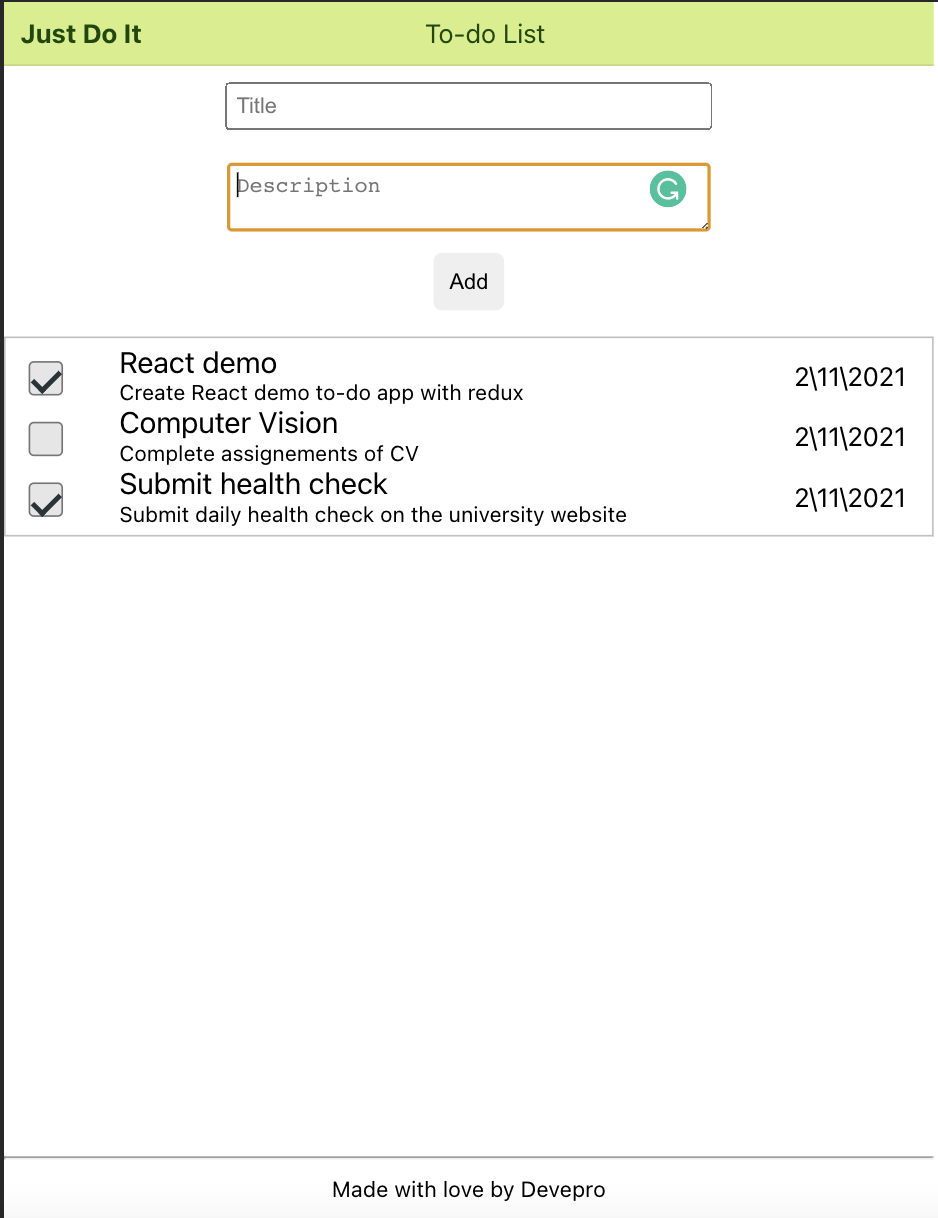 Just Do It To-do List
Title
Description
Add
React demo
Create React demo to-do app with redux
2\11\2021
Computer Vision
Complete assignements of CV
2\11\2021
Submit health check
Submit daily health check on the university website
2\11\2021
Made with love by Devepro